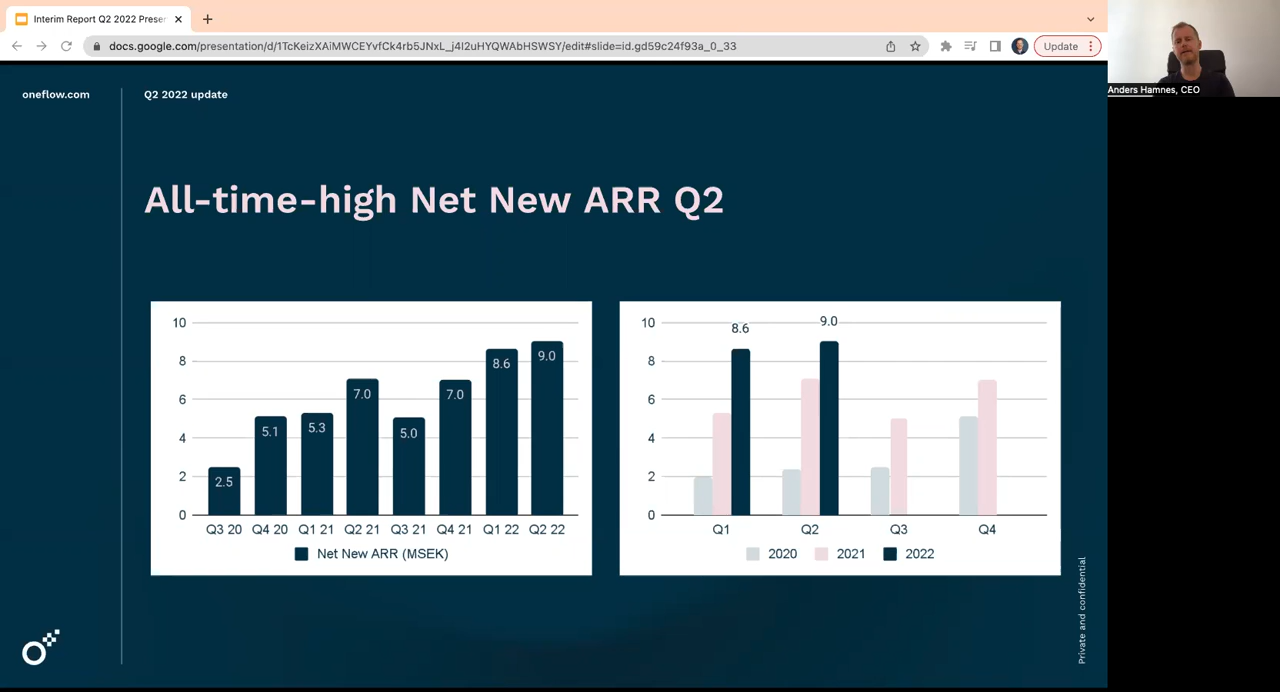 Interim Report Q2 2022 Preser
docs.google.com/presentation/d/1TcKeizXAiMWCEYvfCk4rb5JNxL_j4I2uHYQWAbHSWSY/edit#slide=id.gd59c24f93a_0_33
Update
Anders Hamnes, CEO
oneflow.com
Q2 2022 update
All-time-high Net New ARR Q2
10
8
6
4
2
0
2.5
5.1
5.3
7.0
5.0
7.0
8.6
9.0
Q3 20 Q4 20 Q1 21 Q2 21 Q3 21 Q4 21 Q1 22 Q2 22
Net New ARR (MSEK)
10
8
6
4
2
0
8.6
9.0
Q1 Q2 Q3 Q4
2020 2021 2022
Private and confidential